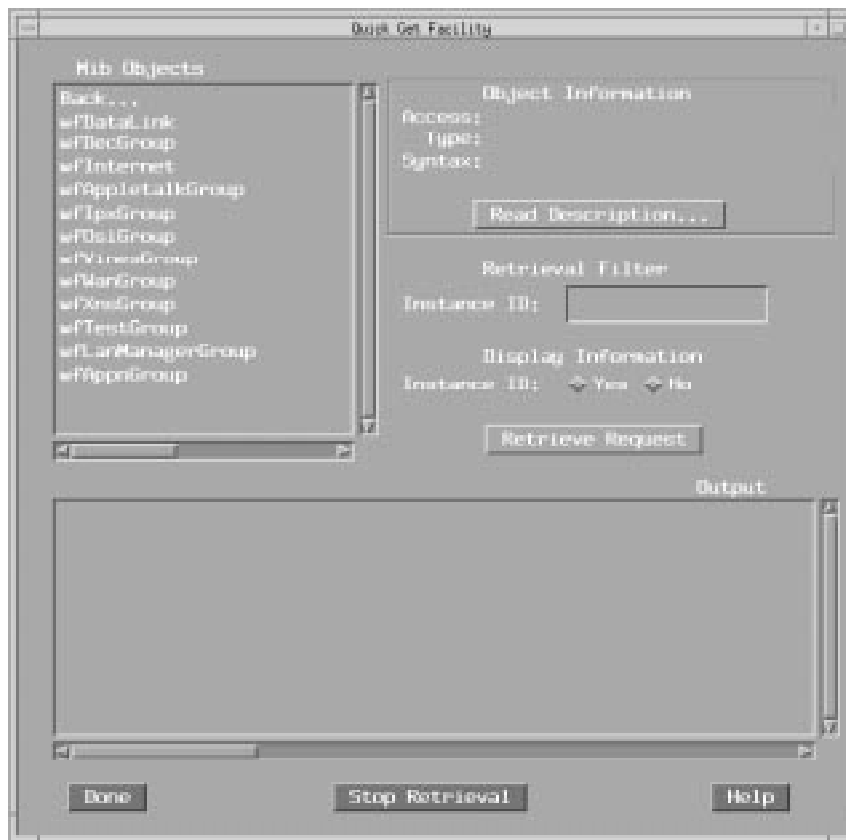 Quick Get Facility
Mib Objects
Back...
wfDataLink
wfDecGroup
wfInternet
wfAppletalkGroup
wfIpxGroup
wfOsiGroup
wfVinesGroup
wfWanGroup
wfXnsGroup
wfTestGroup
wfLanManagerGroup
wfAppnGroup
Object Information
Access:
Type:
Syntax:
Read Description...
Retrieval Filter
Instance ID:
Display Information
Instance ID: Yes No
Retrieve Request
Output
Done
Stop Retrieval
Help